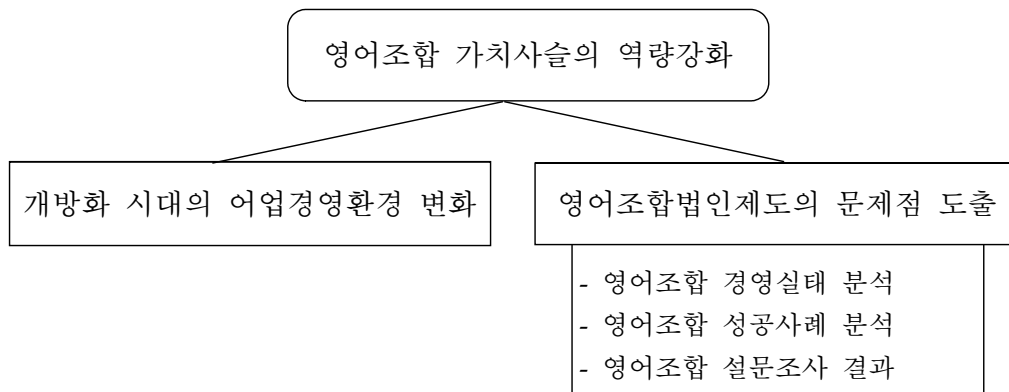 영어조합 가치사슬의 역량강화
개방화 시대의 어업경영환경 변화
영어조합법인제도의 문제점 도출
- 영어조합 경영실태 분석
- 영어조합 성공사례 분석
- 영어조합 설문조사 결과